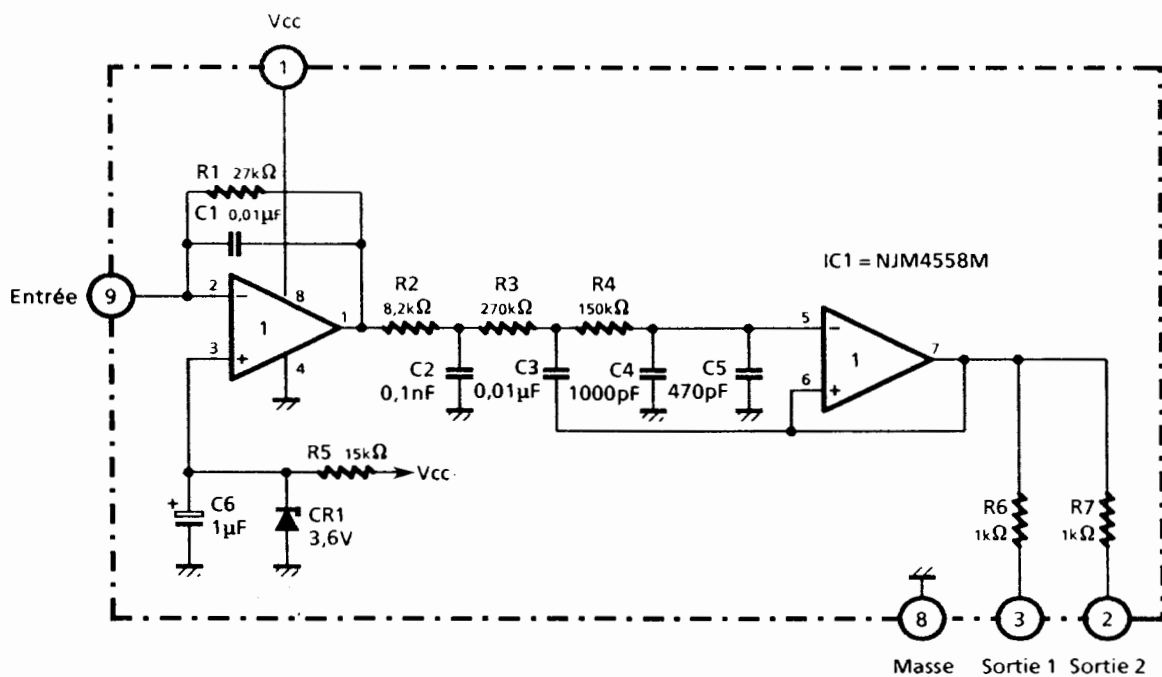 Vcc
1
R1 27kΩ
C1 0,01µF
IC1 = NJM4558M
Entrée
9
2
−
8
1
1
3
+
4
R2
8,2kΩ
R3
270kΩ
R4
150kΩ
5
−
1
7
6
+
C2
0,1nF
C3
0,01µF
C4
1000pF
C5
470pF
R5 15kΩ
Vcc
+
C6
1µF
CR1
3,6V
R6
1kΩ
R7
1kΩ
8
3
2
Masse
Sortie 1
Sortie 2